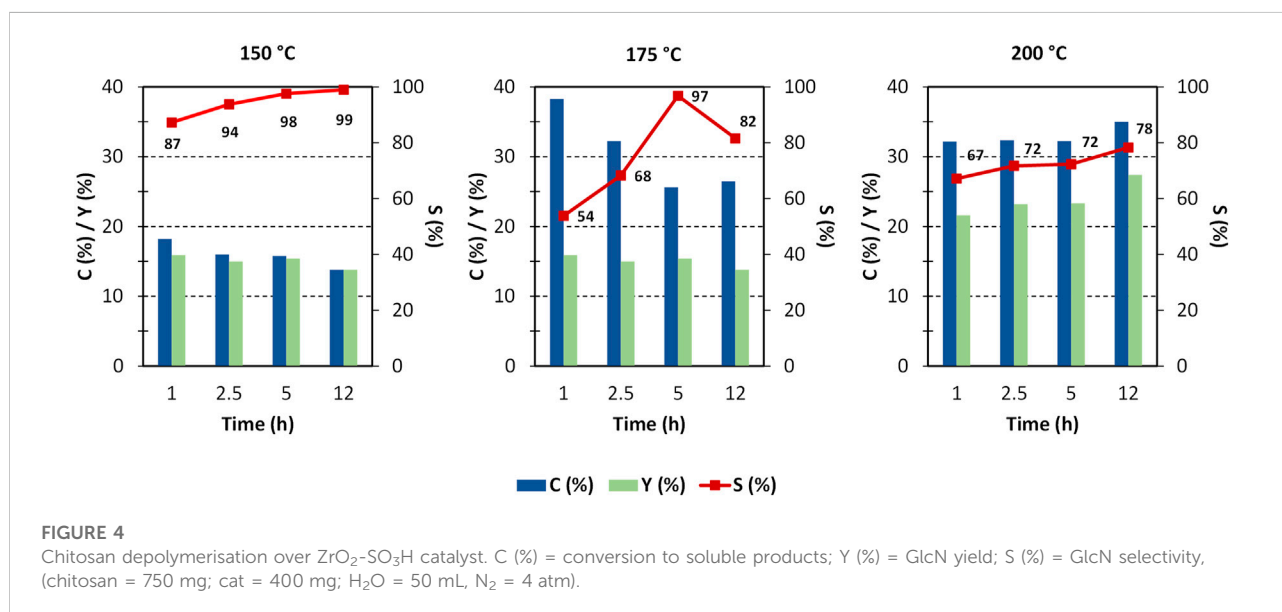 150 °C
40
30
20
10
0
C (%) / Y (%)
100
80
60
40
20
0
S (%)
87
94
98
99
1 2.5 5 12
Time (h)
175 °C
40
30
20
10
0
C (%) / Y (%)
100
80
60
40
20
0
S (%)
54
68
97
82
1 2.5 5 12
Time (h)
200 °C
40
30
20
10
0
C (%) / Y (%)
100
80
60
40
20
0
S (%)
67
72
72
78
1 2.5 5 12
Time (h)
C (%) Y (%) S (%)
FIGURE 4
Chitosan depolymerisation over ZrO₂-SO₃H catalyst. C (%) = conversion to soluble products; Y (%) = GlcN yield; S (%) = GlcN selectivity,
(chitosan = 750 mg; cat = 400 mg; H₂O = 50 mL, N₂ = 4 atm).